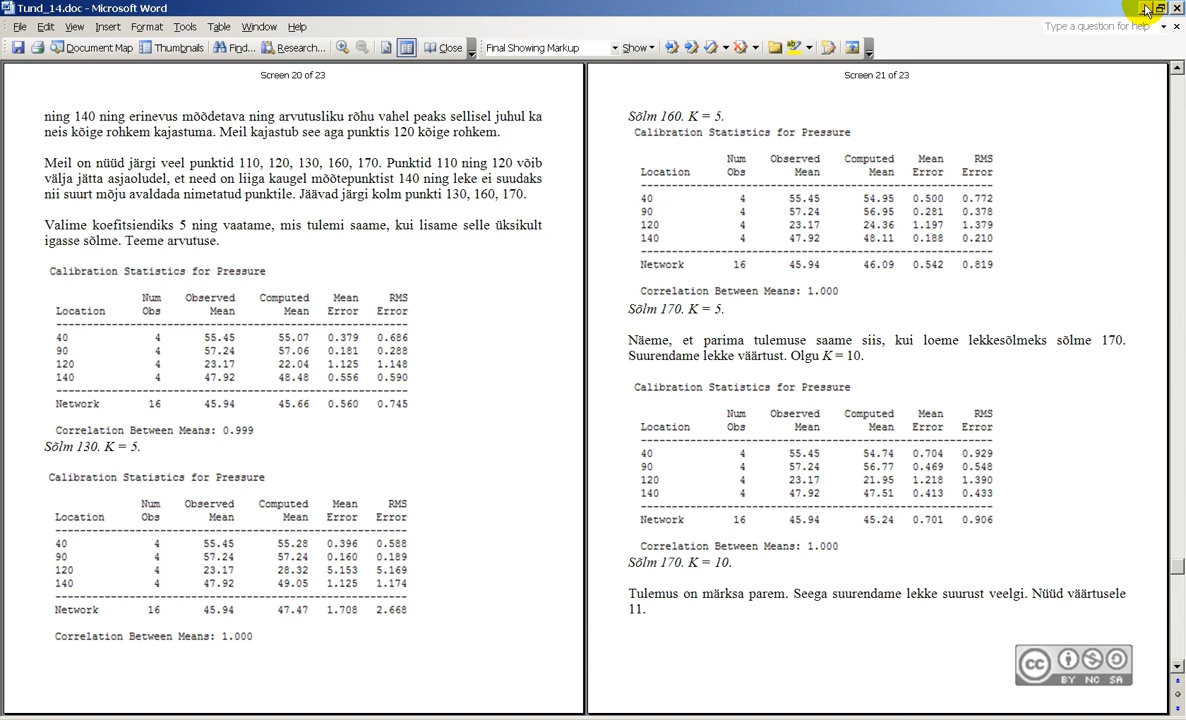 Tund_14.doc - Microsoft Word
File Edit View Insert Format Tools Table Window Help
Type a question for help
Document Map Thumbnails Find... Research... Close Final Showing Markup Show
Screen 20 of 23
ning 140 ning erinevus mõõdetava ning arvutusliku rõhu vahel peaks sellisel juhul ka
neis kõige rohkem kajastuma. Meil kajastub see aga punktis 120 kõige rohkem.
Meil on nüüd järgi veel punktid 110, 120, 130, 160, 170. Punktid 110 ning 120 võib
välja jätta asjaoludel, et need on liiga kaugel mõõtepunktist 140 ning leke ei suudaks
nii suurt mõju avaldada nimetatud punktile. Jäävad järgi kolm punkti 130, 160, 170.
Valime koefitsiendiks 5 ning vaatame, mis tulemi saame, kui lisame selle üksikult
igasse sõlme. Teeme arvutuse.
Calibration Statistics for Pressure
Num Observed Computed Mean RMS
Location Obs Mean Mean Error Error
40 4 55.45 55.07 0.379 0.686
90 4 57.24 57.06 0.181 0.288
120 4 23.17 22.04 1.125 1.148
140 4 47.92 48.48 0.556 0.590
Network 16 45.94 45.66 0.560 0.745
Correlation Between Means: 0.999
Sõlm 130. K = 5.
Calibration Statistics for Pressure
Num Observed Computed Mean RMS
Location Obs Mean Mean Error Error
40 4 55.45 55.28 0.396 0.588
90 4 57.24 57.24 0.160 0.189
120 4 23.17 28.32 5.153 5.169
140 4 47.92 49.05 1.125 1.174
Network 16 45.94 47.47 1.708 2.668
Correlation Between Means: 1.000
Screen 21 of 23
Sõlm 160. K = 5.
Calibration Statistics for Pressure
Num Observed Computed Mean RMS
Location Obs Mean Mean Error Error
40 4 55.45 54.95 0.500 0.772
90 4 57.24 56.95 0.281 0.378
120 4 23.17 24.36 1.197 1.379
140 4 47.92 48.11 0.188 0.210
Network 16 45.94 46.09 0.542 0.819
Correlation Between Means: 1.000
Sõlm 170. K = 5.
Näeme, et parima tulemuse saame siis, kui loeme lekkesõlmeks sõlme 170.
Suurendame lekke väärtust. Olgu K = 10.
Calibration Statistics for Pressure
Num Observed Computed Mean RMS
Location Obs Mean Mean Error Error
40 4 55.45 54.74 0.704 0.929
90 4 57.24 56.77 0.469 0.548
120 4 23.17 21.95 1.218 1.390
140 4 47.92 47.51 0.413 0.433
Network 16 45.94 45.24 0.701 0.906
Correlation Between Means: 1.000
Sõlm 170. K = 10.
Tulemus on märksa parem. Seega suurendame lekke suurust veelgi. Nüüd väärtusele
11.
cc
BY NC SA